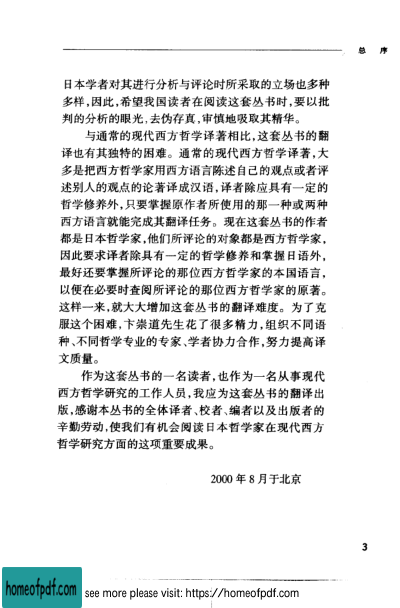 总 序
日本学者对其进行分析与评论时所采取的立场也多种
多样,因此,希望我国读者在阅读这套丛书时,要以批
判的分析的眼光,去伪存真,审慎地吸取其精华。
与通常的现代西方哲学译著相比,这套丛书的翻
译也有其独特的困难。通常的现代西方哲学译著,大
多是把西方哲学家用西方语言陈述自己的观点或者评
述别人的观点的论著译成汉语,译者除应具有一定的
哲学修养外,只要掌握原作者所使用的那一种或两种
西方语言就能完成其翻译任务。现在这套丛书的作者
都是日本哲学家,他们所评论的对象都是西方哲学家,
因此要求译者除具有一定的哲学修养和掌握日语外,
最好还要掌握所评论的那位西方哲学家的本国语言,
以便在必要时查阅所评论的那位西方哲学家的原著。
这样一来,就大大增加这套丛书的翻译难度。为了克
服这个困难,卞崇道先生花了很多精力,组织不同语
种、不同哲学专业的专家、学者协力合作,努力提高译
文质量。
作为这套丛书的一名读者,也作为一名从事现代
西方哲学研究的工作人员,我应为这套丛书的翻译出
版,感谢本丛书的全体译者、校者、编者以及出版者的
辛勤劳动,使我们有机会阅读日本哲学家在现代西方
哲学研究方面的这项重要成果。
2000 年 8 月于北京
3
homeofpdf.com
see more please visit: https://homeofpdf.com